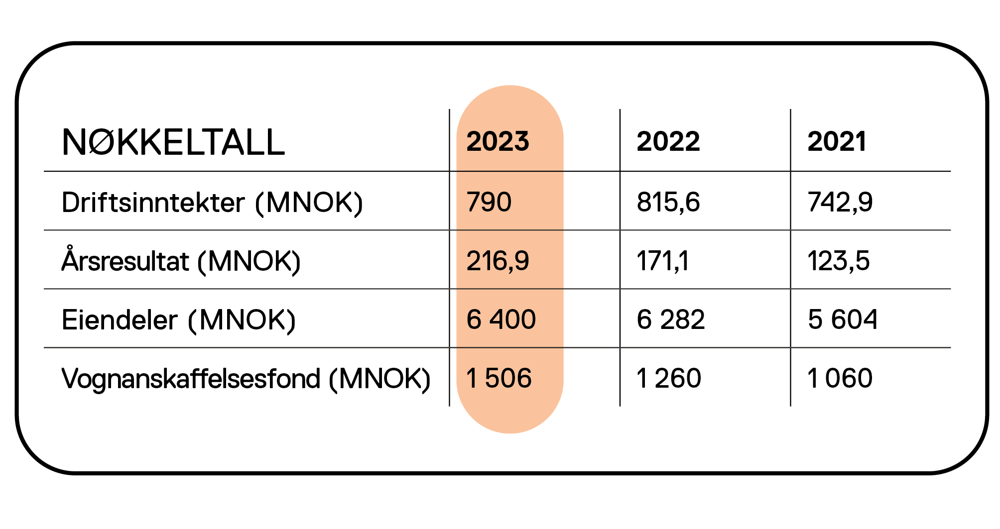 NØKKELTALL 2023 2022 2021
Driftsinntekter (MNOK) 790 815,6 742,9
Årsresultat (MNOK) 216,9 171,1 123,5
Eiendeler (MNOK) 6 400 6 282 5 604
Vognanskaffelsesfond (MNOK) 1 506 1 260 1 060